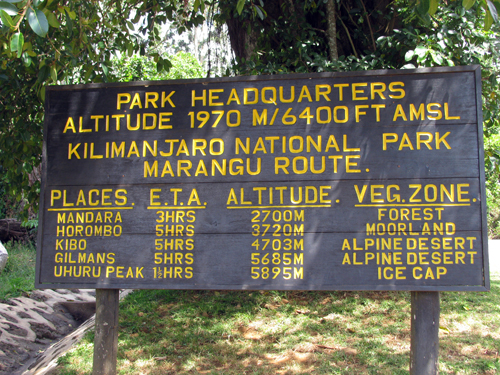 PARK HEADQUARTERS
ALTITUDE 1970 M/6400 FT AMSL
KILIMANJARO NATIONAL PARK
MARANGU ROUTE.
PLACES. E.T.A. ALTITUDE. VEG.ZONE.
MANDARA 3HRS 2700M FOREST
HOROMBO 5HRS 3720M MOORLAND
KIBO 5HRS 4703M ALPINE DESERT
GILMANS 5HRS 5685M ALPINE DESERT
UHURU PEAK 1½HRS 5895M ICE CAP